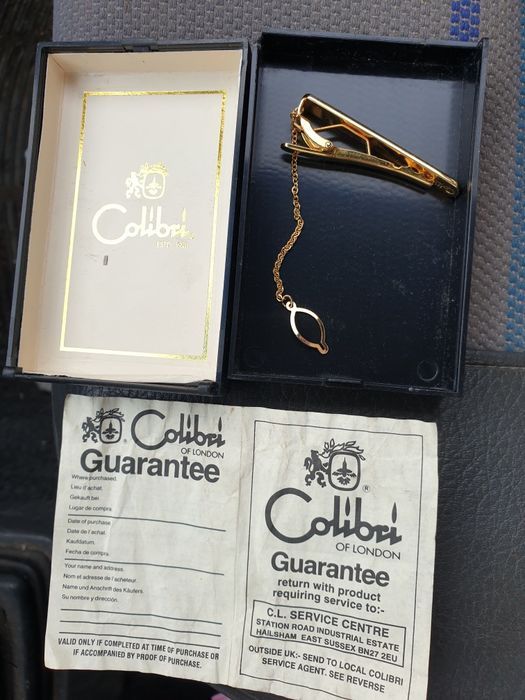 Colibri
ESTD 1928
Colibri
OF LONDON
Guarantee
Where purchased.
Lieu d'achat.
Gekauft bei.
Lugar de compra.
Date of purchase
Date de l'achat.
Kaufdatum.
Fecha de compra.
Your name and address.
Nom et adresse de l'acheteur.
Name und Anschrift des Käufers.
Su nombre y dirección.
VALID ONLY IF COMPLETED AT TIME OF PURCHASE OR
IF ACCOMPANIED BY PROOF OF PURCHASE.
®
Colibri
OF LONDON
Guarantee
return with product
requiring service to:-
C.L. SERVICE CENTRE
STATION ROAD INDUSTRIAL ESTATE
HAILSHAM EAST SUSSEX BN27 2EU
OUTSIDE UK:- SEND TO LOCAL COLIBRI
SERVICE AGENT. SEE REVERSE